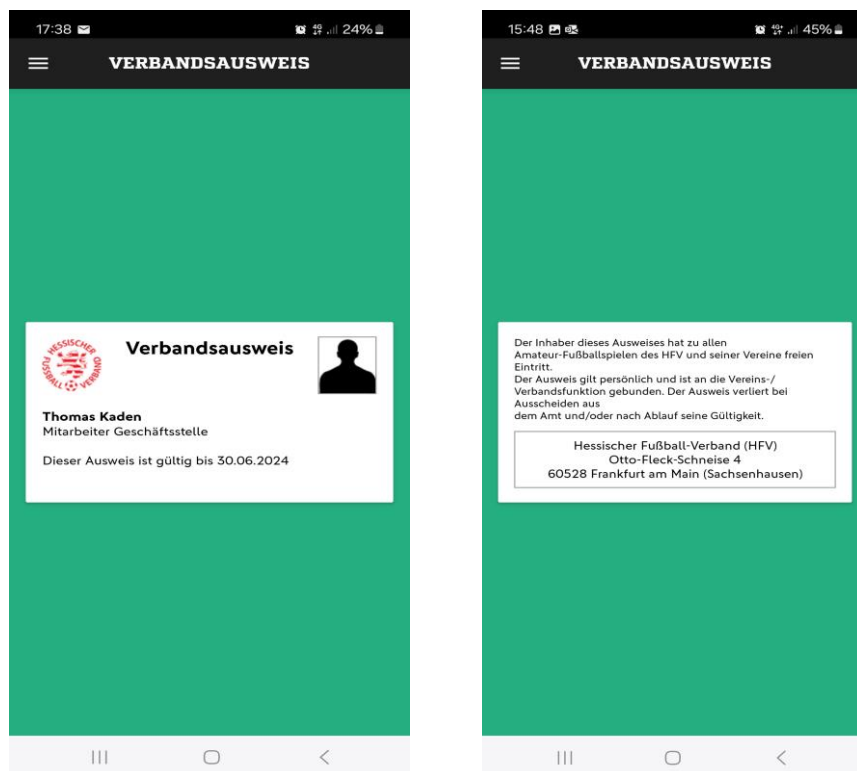 17:38
4G
24%
VERBANDSAUSWEIS
HESSISCHER
FUSSBALL VERBAND
Verbandsausweis
Thomas Kaden
Mitarbeiter Geschäftsstelle
Dieser Ausweis ist gültig bis 30.06.2024
15:48
4G+
45%
VERBANDSAUSWEIS
Der Inhaber dieses Ausweises hat zu allen
Amateur-Fußballspielen des HFV und seiner Vereine freien
Eintritt.
Der Ausweis gilt persönlich und ist an die Vereins-/
Verbandsfunktion gebunden. Der Ausweis verliert bei
Ausscheiden aus
dem Amt und/oder nach Ablauf seine Gültigkeit.
Hessischer Fußball-Verband (HFV)
Otto-Fleck-Schneise 4
60528 Frankfurt am Main (Sachsenhausen)